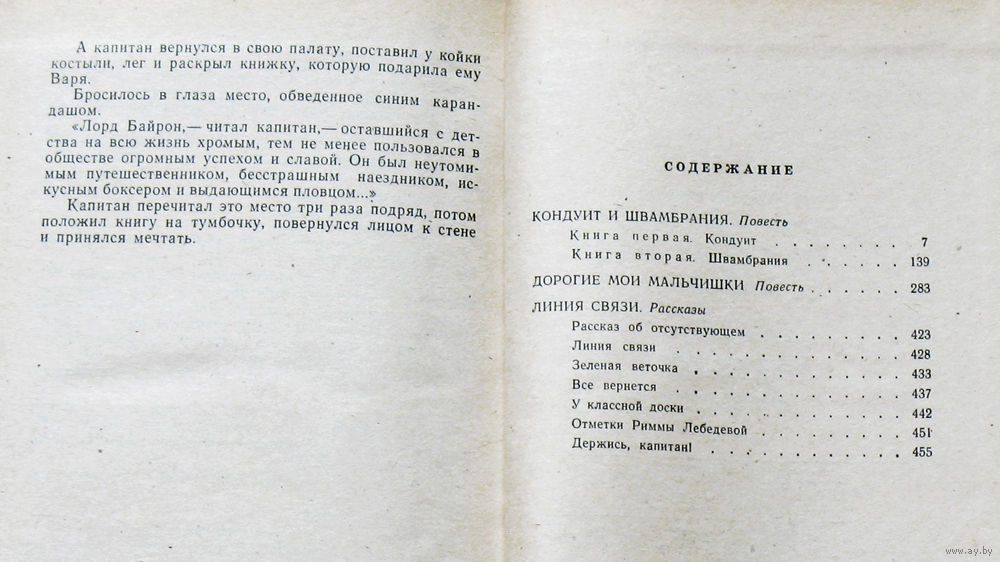 А капитан вернулся в свою палату, поставил у койки
костыли, лег и раскрыл книжку, которую подарила ему
Варя.
Бросилось в глаза место, обведенное синим каран-
дашом.
«Лорд Байрон,— читал капитан,— оставшийся с дет-
ства на всю жизнь хромым, тем не менее пользовался в
обществе огромным успехом и славой. Он был неутоми-
мым путешественником, бесстрашным наездником, ис-
кусным боксером и выдающимся пловцом...»
Капитан перечитал это место три раза подряд, потом
положил книгу на тумбочку, повернулся лицом к стене
и принялся мечтать.
СОДЕРЖАНИЕ
КОНДУИТ И ШВАМБРАНИЯ. Повесть
Книга первая. Кондуит . . . . . . . . 7
Книга вторая. Швамбрания . . . . . . 139
ДОРОГИЕ МОИ МАЛЬЧИШКИ Повесть . . . . . . 283
ЛИНИЯ СВЯЗИ. Рассказы
Рассказ об отсутствующем . . . . . . . . 423
Линия связи . . . . . . . . . . . . 428
Зеленая веточка . . . . . . . . . . . 433
Все вернется . . . . . . . . . . . . 437
У классной доски . . . . . . . . . . . 442
Отметки Риммы Лебедевой . . . . . . . . 451
Держись, капитан! . . . . . . . . . . 455
www.ay.by